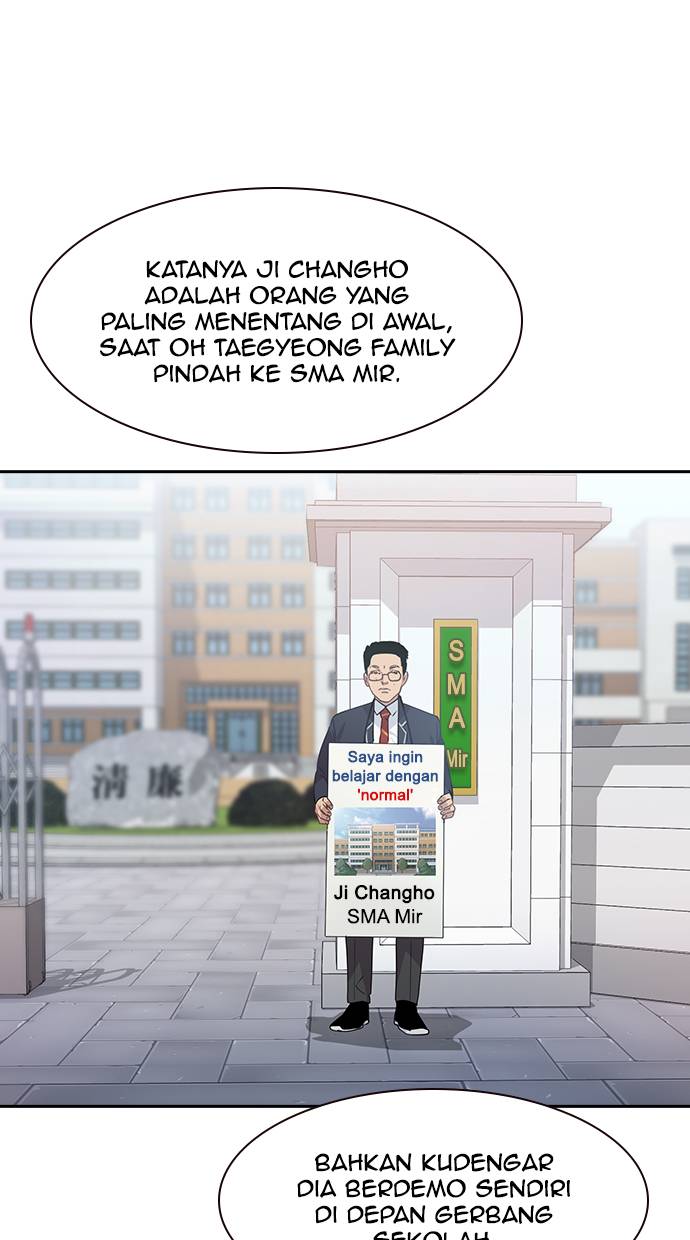 KATANYA JI CHANGHO
ADALAH ORANG YANG
PALING MENENTANG DI AWAL,
SAAT OH TAEGYEONG FAMILY
PINDAH KE SMA MIR.
S
M
A
Mir
清廉
Saya ingin
belajar dengan
'normal'
Ji Changho
SMA Mir
BAHKAN KUDENGAR
DIA BERDEMO SENDIRI
DI DEPAN GERBANG
SEKOLAH